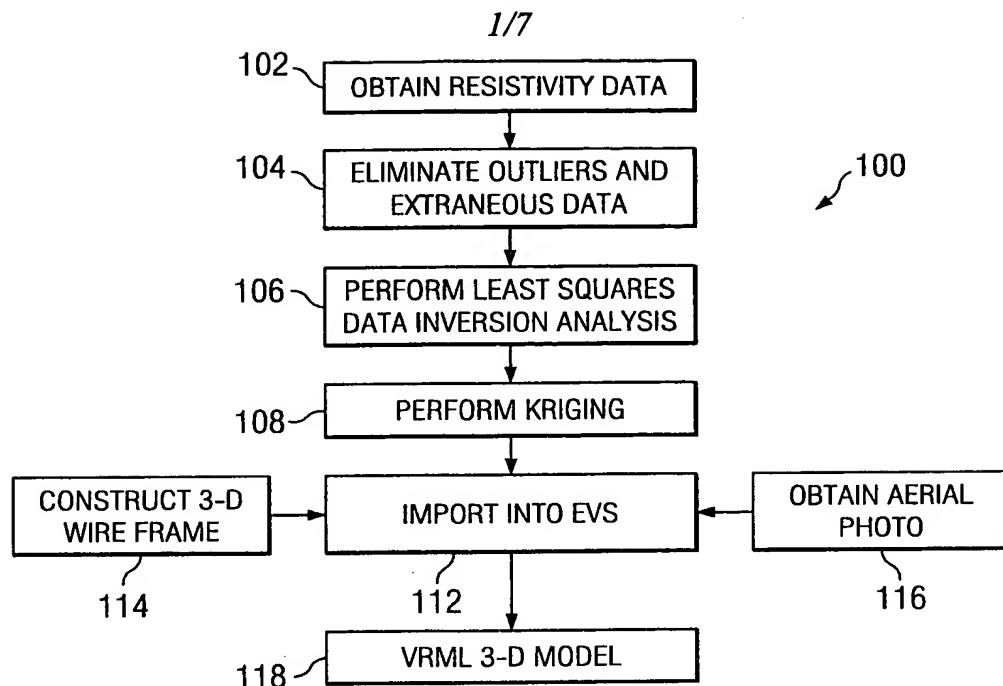 1/7
102
OBTAIN RESISTIVITY DATA
104
ELIMINATE OUTLIERS AND
EXTRANEOUS DATA
100
106
PERFORM LEAST SQUARES
DATA INVERSION ANALYSIS
108
PERFORM KRIGING
CONSTRUCT 3-D
WIRE FRAME
IMPORT INTO EVS
OBTAIN AERIAL
PHOTO
114
112
116
118
VRML 3-D MODEL